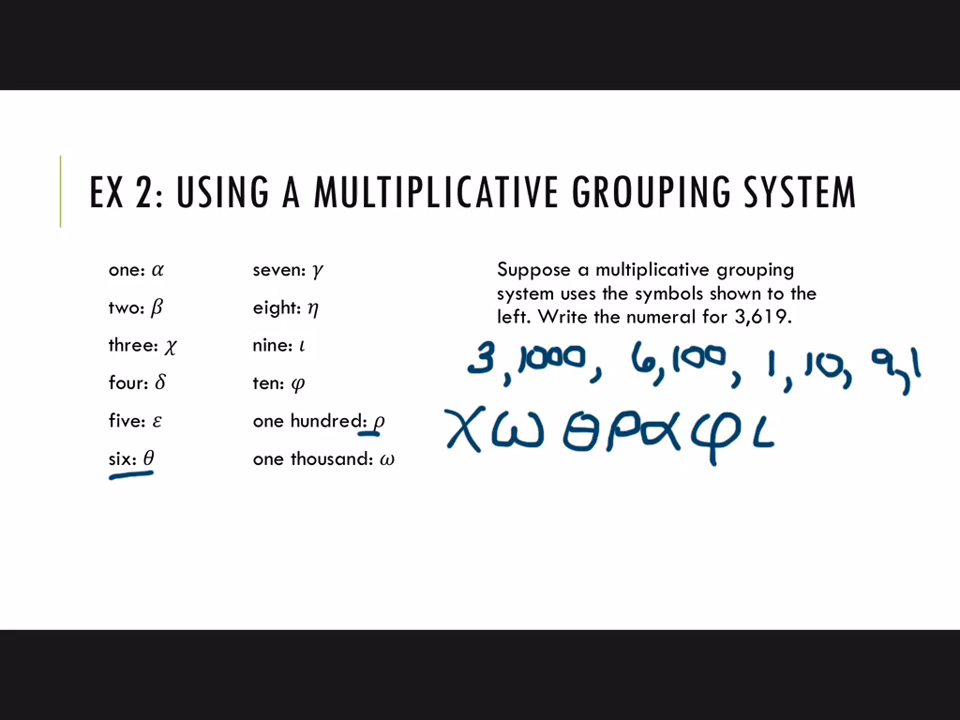 EX 2: USING A MULTIPLICATIVE GROUPING SYSTEM
one: α
two: β
three: χ
four: δ
five: ε
six: θ
seven: γ
eight: η
nine: ι
ten: φ
one hundred: ρ
one thousand: ω
Suppose a multiplicative grouping
system uses the symbols shown to the
left. Write the numeral for 3,619.
3, 1000, 6, 100, 1, 10, 9, 1
χ ω θ ρ α φ ι